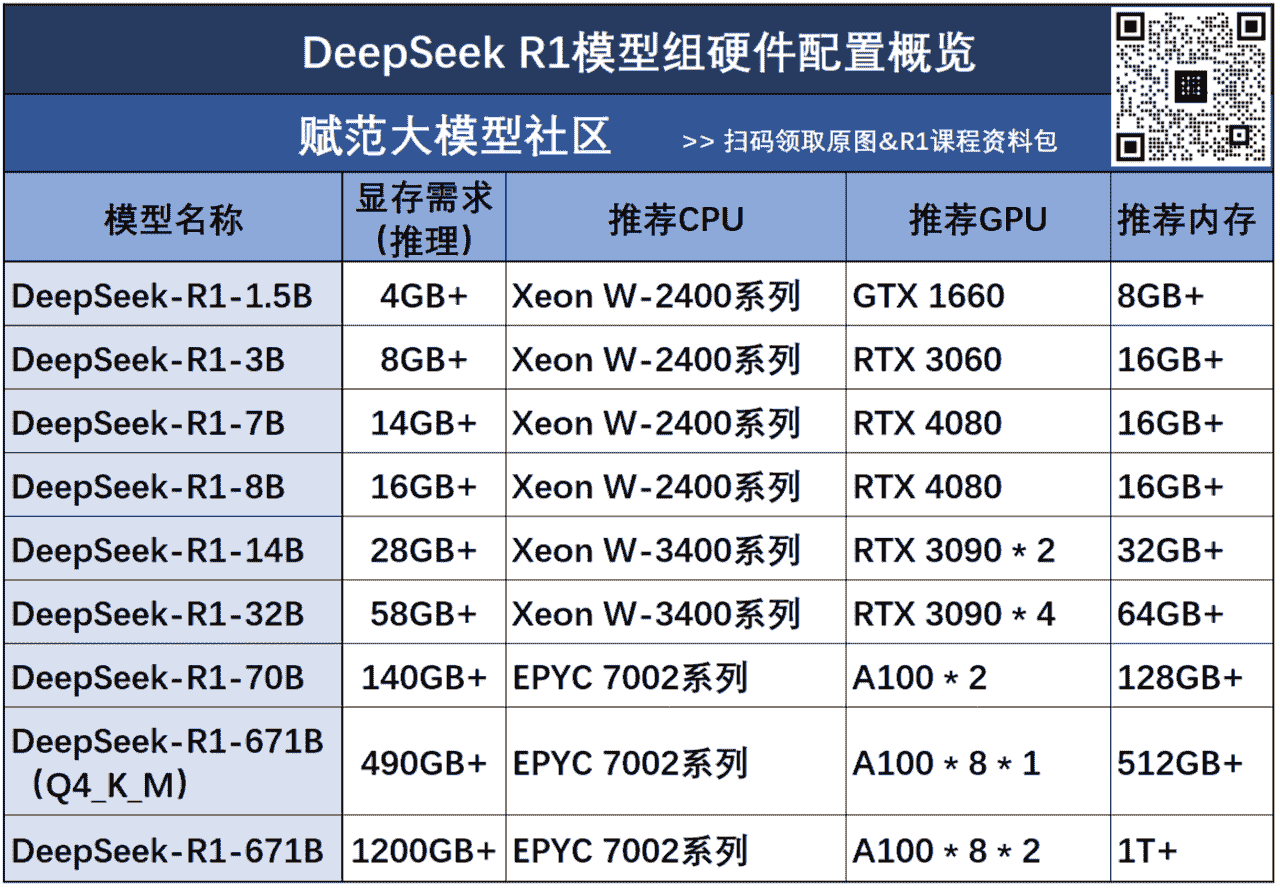 DeepSeek R1模型组硬件配置概览
赋范大模型社区 >> 扫码领取原图&R1课程资料包
模型名称 显存需求（推理） 推荐CPU 推荐GPU 推荐内存
DeepSeek-R1-1.5B 4GB+ Xeon W-2400系列 GTX 1660 8GB+
DeepSeek-R1-3B 8GB+ Xeon W-2400系列 RTX 3060 16GB+
DeepSeek-R1-7B 14GB+ Xeon W-2400系列 RTX 4080 16GB+
DeepSeek-R1-8B 16GB+ Xeon W-2400系列 RTX 4080 16GB+
DeepSeek-R1-14B 28GB+ Xeon W-3400系列 RTX 3090 * 2 32GB+
DeepSeek-R1-32B 58GB+ Xeon W-3400系列 RTX 3090 * 4 64GB+
DeepSeek-R1-70B 140GB+ EPYC 7002系列 A100 * 2 128GB+
DeepSeek-R1-671B（Q4_K_M） 490GB+ EPYC 7002系列 A100 * 8 * 1 512GB+
DeepSeek-R1-671B 1200GB+ EPYC 7002系列 A100 * 8 * 2 1T+